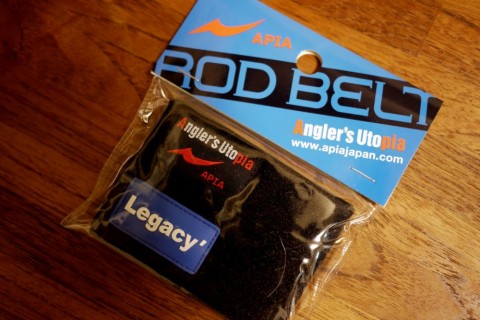 APIA
ROD BELT
Angler's Utopia
www.apiajapan.com
Angler's Utopia
APIA
Legacy'